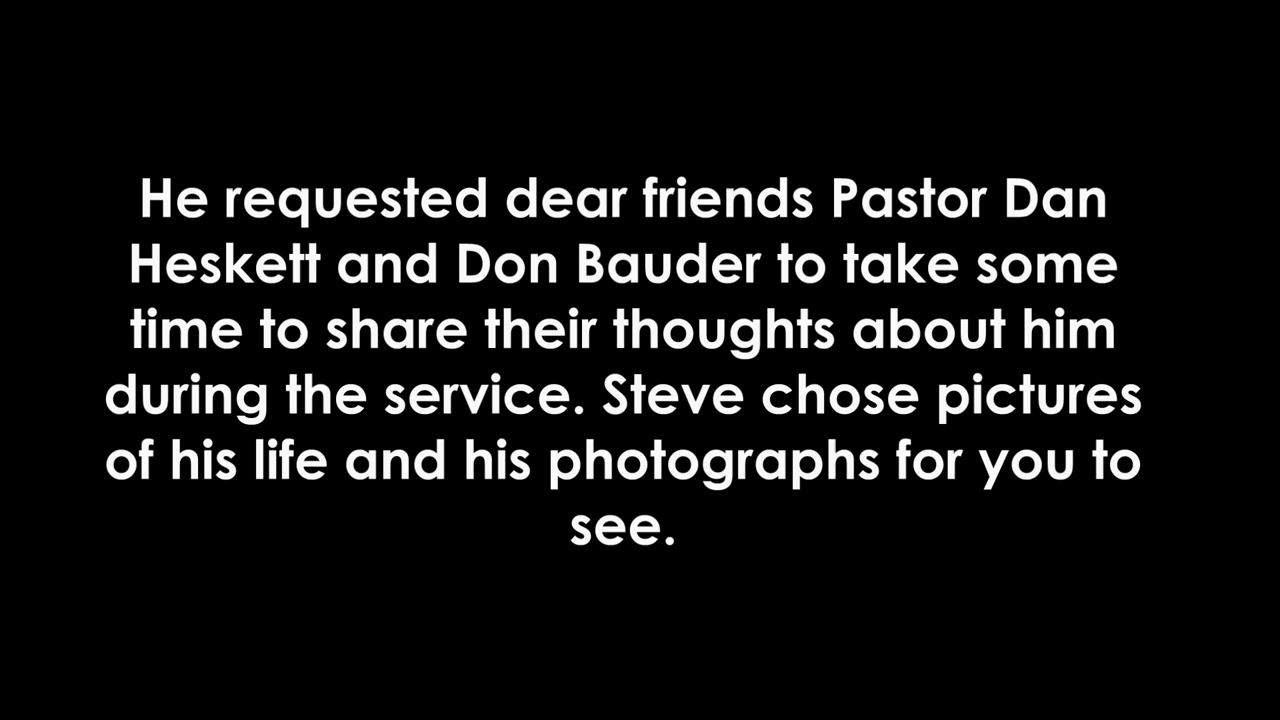 He requested dear friends Pastor Dan
Heskett and Don Bauder to take some
time to share their thoughts about him
during the service. Steve chose pictures
of his life and his photographs for you to
see.